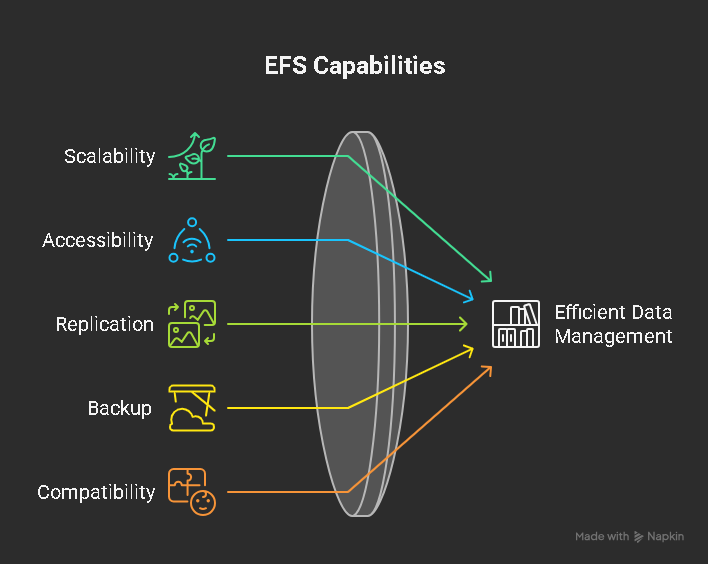 EFS Capabilities
Scalability
Accessibility
Replication
Backup
Compatibility
Efficient Data
Management
Made with Napkin